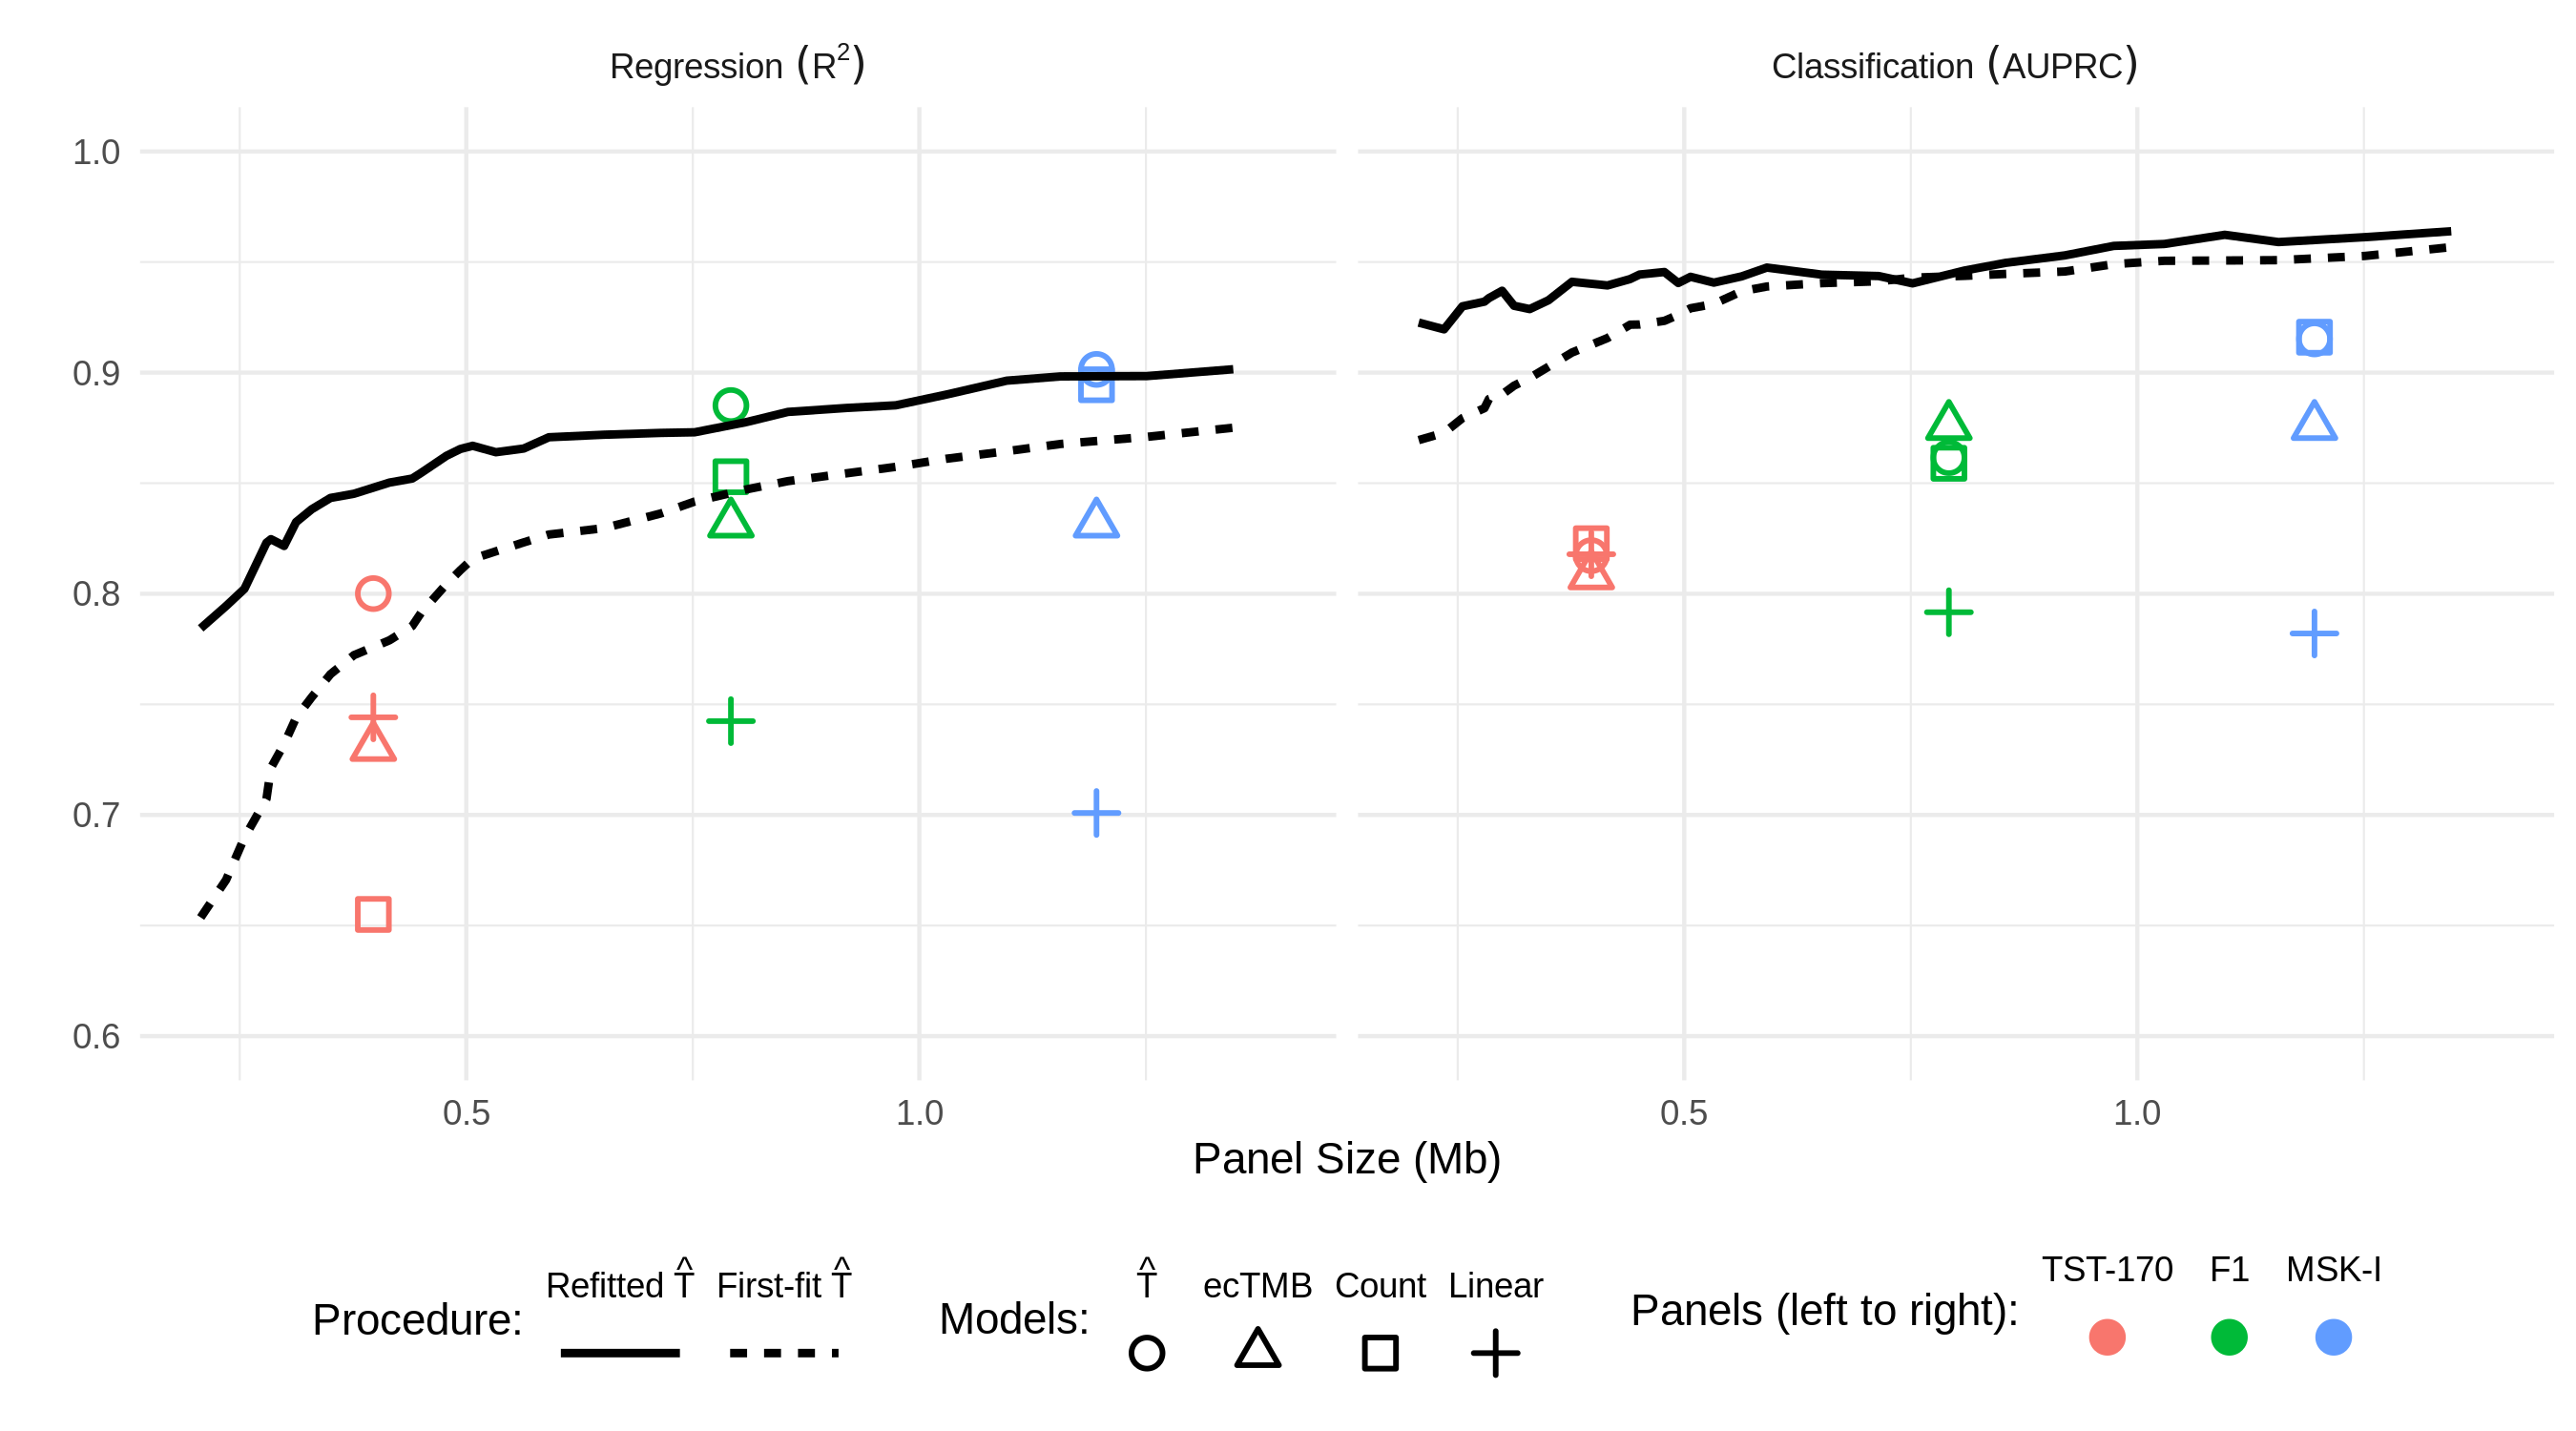 Regression (R²)
Classification (AUPRC)
1.0
0.9
0.8
0.7
0.6
0.5
1.0
0.5
1.0
Panel Size (Mb)
Procedure:
Refitted T̂
First-fit T̂
Models:
T̂
ecTMB
Count
Linear
Panels (left to right):
TST-170
F1
MSK-I